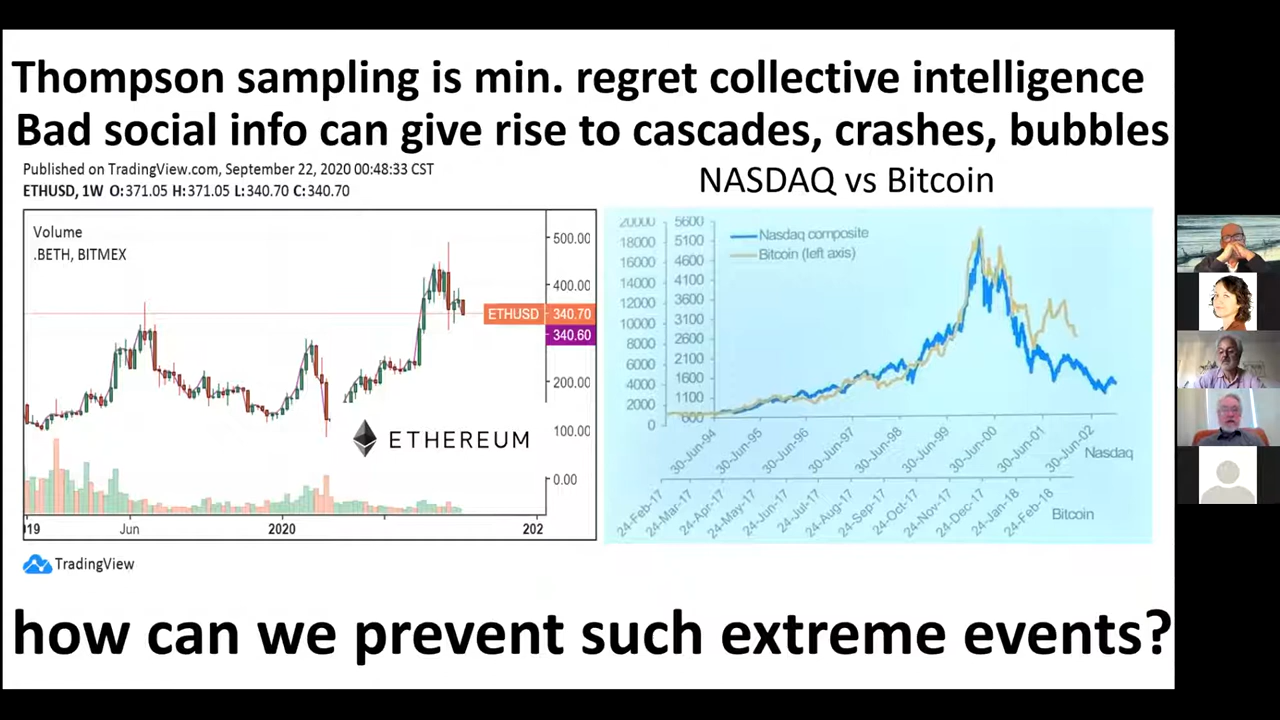 Thompson sampling is min. regret collective intelligence
Bad social info can give rise to cascades, crashes, bubbles
Published on TradingView.com, September 22, 2020 00:48:33 CST
ETHUSD, 1W O:371.05 H:371.05 L:340.70 C:340.70
Volume
.BETH, BITMEX
500.00
400.00
ETHUSD 340.70
340.60
200.00
100.00
0.00
ETHEREUM
Jun
2020
202
TradingView
NASDAQ vs Bitcoin
Nasdaq composite
Bitcoin (left axis)
20000 5600
18000 5100
16000 4600
14000 4100
12000 3600
10000 3100
8000 2600
6000 2100
4000 1600
2000 1100
0 600
30-Jun-94 30-Jun-95 30-Jun-96 30-Jun-97 30-Jun-98 30-Jun-99 30-Jun-00 30-Jun-01 30-Jun-02
Nasdaq
24-Feb-17 24-Mar-17 24-Apr-17 24-May-17 24-Jun-17 24-Jul-17 24-Aug-17 24-Sep-17 24-Oct-17 24-Nov-17 24-Dec-17 24-Jan-18 24-Feb-18
Bitcoin
how can we prevent such extreme events?